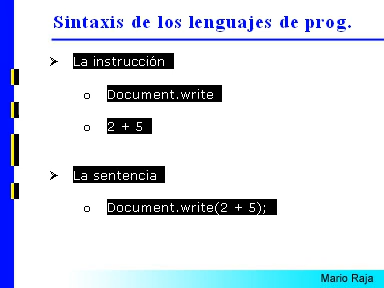 Sintaxis de los lenguajes de prog.
La instrucción
Document.write
2 + 5
La sentencia
Document.write(2 + 5);
Mario Raja